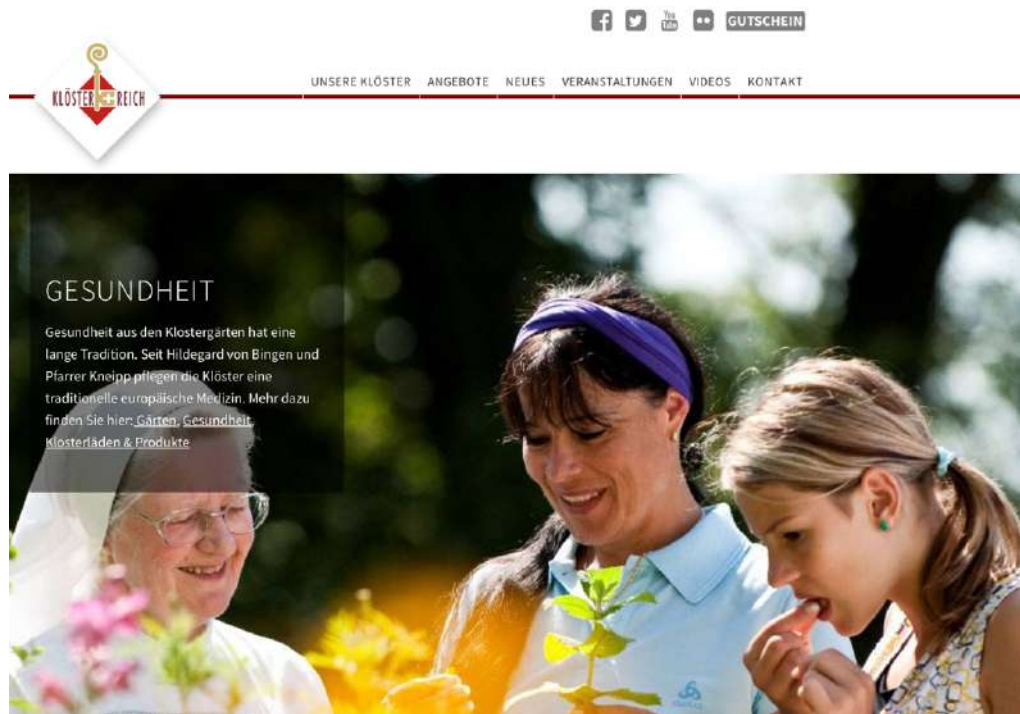 You
Tube
GUTSCHEIN
UNSERE KLÖSTER ANGEBOTE NEUES VERANSTALTUNGEN VIDEOS KONTAKT
KLÖSTER REICH
GESUNDHEIT
Gesundheit aus den Klostergärten hat eine
lange Tradition. Seit Hildegard von Bingen und
Pfarrer Kneipp pflegen die Klöster eine
traditionelle europäische Medizin. Mehr dazu
finden Sie hier: Gärten, Gesundheit,
Klosterläden & Produkte